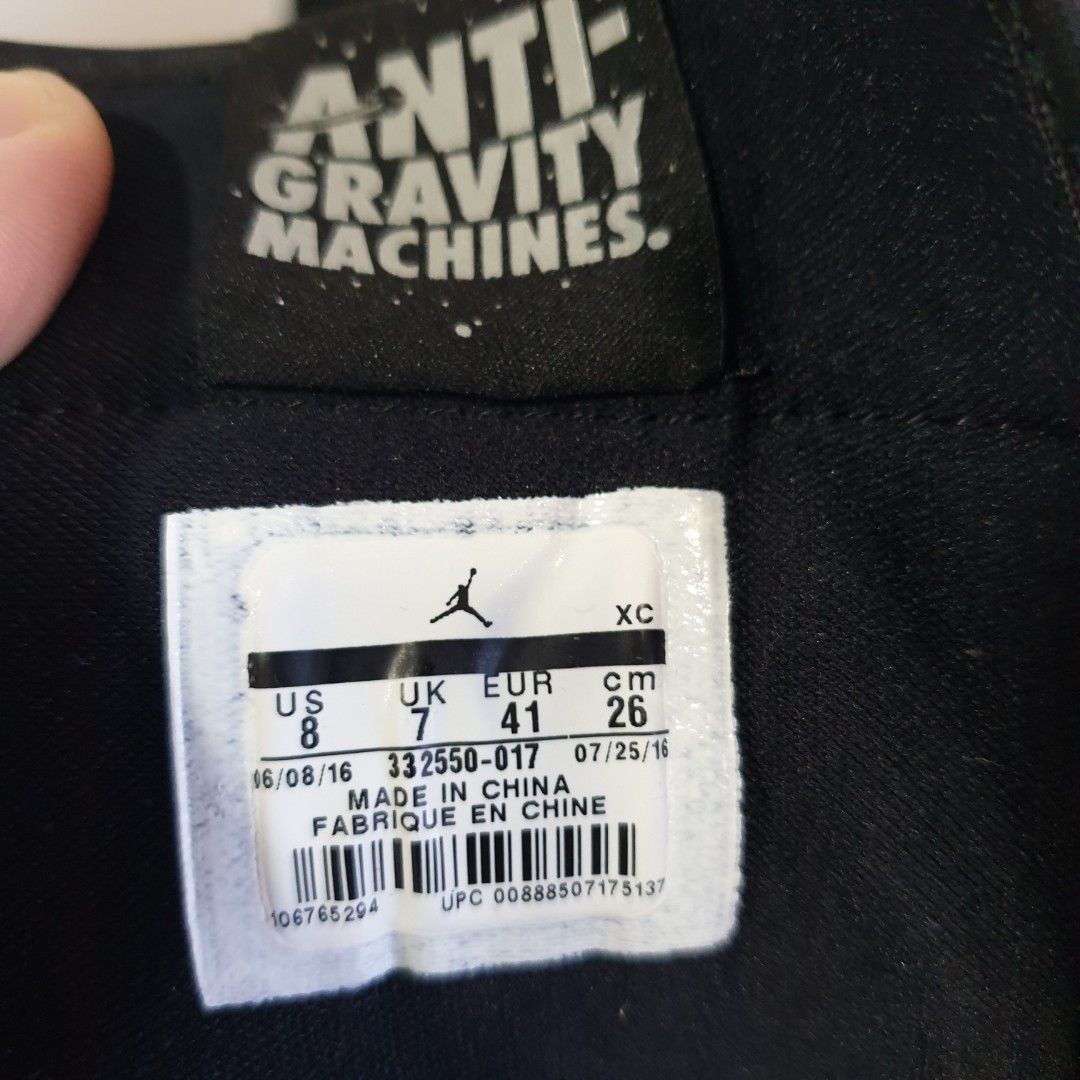 ANTI-
GRAVITY
MACHINES.
XC
US UK EUR cm
8 7 41 26
06/08/16 332550-017 07/25/16
MADE IN CHINA
FABRIQUE EN CHINE
106765294 UPC 00888507175137